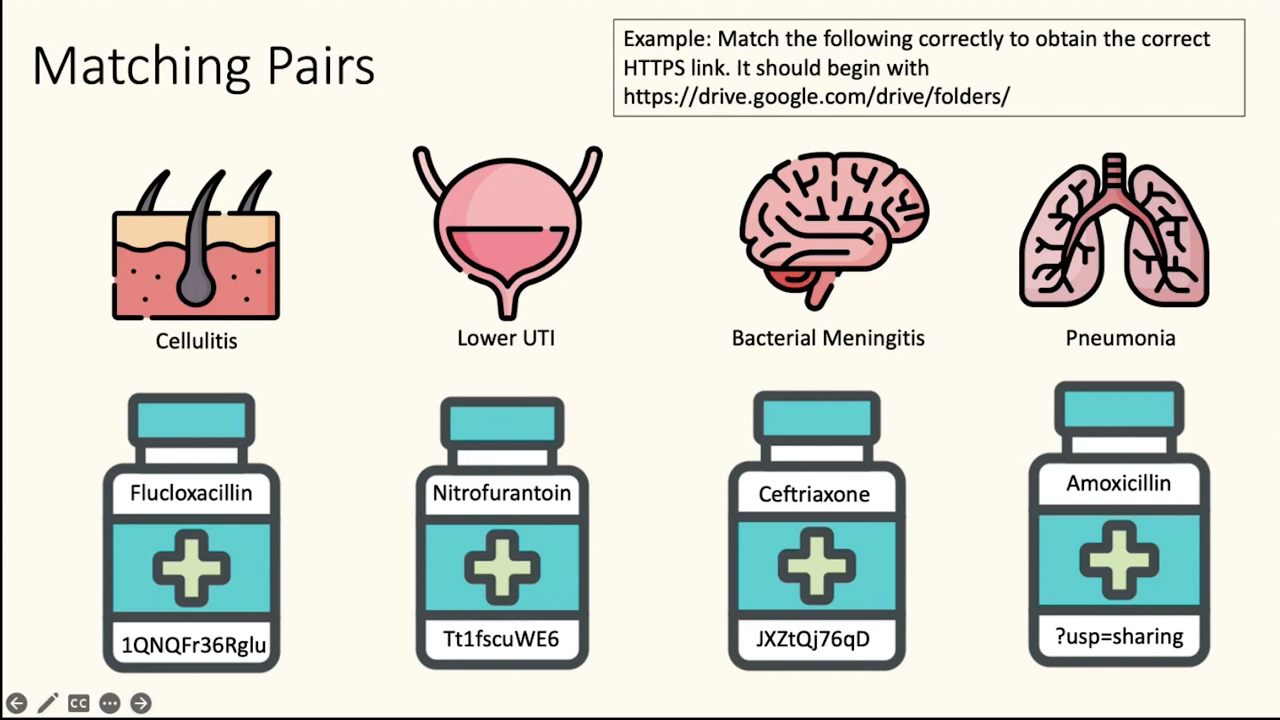 Matching Pairs
Example: Match the following correctly to obtain the correct
HTTPS link. It should begin with
https://drive.google.com/drive/folders/
Cellulitis
Lower UTI
Bacterial Meningitis
Pneumonia
Flucloxacillin
Nitrofurantoin
Ceftriaxone
Amoxicillin
1QNQFr36Rglu
Tt1fscuWE6
JXZtQj76qD
?usp=sharing
CC